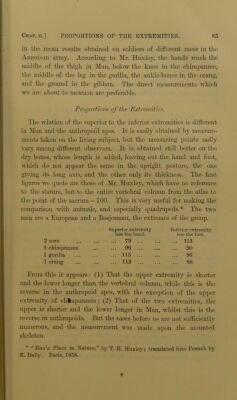 CHAP. II.] PROPORTIONS OF THE EXTREMITIES. 65
in the mean results obtained on soldiers of different races in the
American army. According to Mr. Huxley, the hands reach the
middle of the thigh in Man, below the knee in the chimpanzee,
the middle of the leg in the gorilla, the ankle-bones in the orang,
and the ground in the gibbon. The direct measurements which
we are about to mention are preferable.
Proportions of the Extremities.
The relation of the superior to the inferior extremities is different
in Man and the anthropoid apes. It is easily obtained by measure-
ments taken on the living subject, but the measuring points sadly
vary among different observers. It is obtained still better on the
dry bones, whose length is added, leaving out the hand and foot,
which do not appear the same in the upright posture, the one
giving its long axis, and the other only its thickness. The first
figures we quote are those of Mr. Huxley, which have no reference
to the stature, but to the entire vertebral column from the atlas to
the point of the sacrum = 100. This is very useful for making the
comparison with animals, and especially quadrupeds.* The two
men are a European and a Bosjesman, the extremes of the group.
Superior extremity Inferior extremity
less the hand. less the foot.
2 men ... ... ... 79 ... ... 113
1 chimpanzee ... ... 96 ... ... 90
1 gorilla ... ... ... 115 ... ... 96
1 orang ... ... ... 112 ... ... 88
From this it appears: (1) That the upper extremity is shorter
and the lower longer than the vertebral column, while this is the
reverse in the anthropoid apes, with the exception of the upper
extremity of chimpanzees; (2) That of the two extremities, the
upper is shorter and the lower longer in Man, whilst this is the
reverse in anthropoids. But the cases before us are not sufficiently
numerous, and the measurement was made upon the mounted
skeleton.
* "Man's Place in Nature," by T. H. Huxley; translated into French by
E. Dally. Paris, 1868.